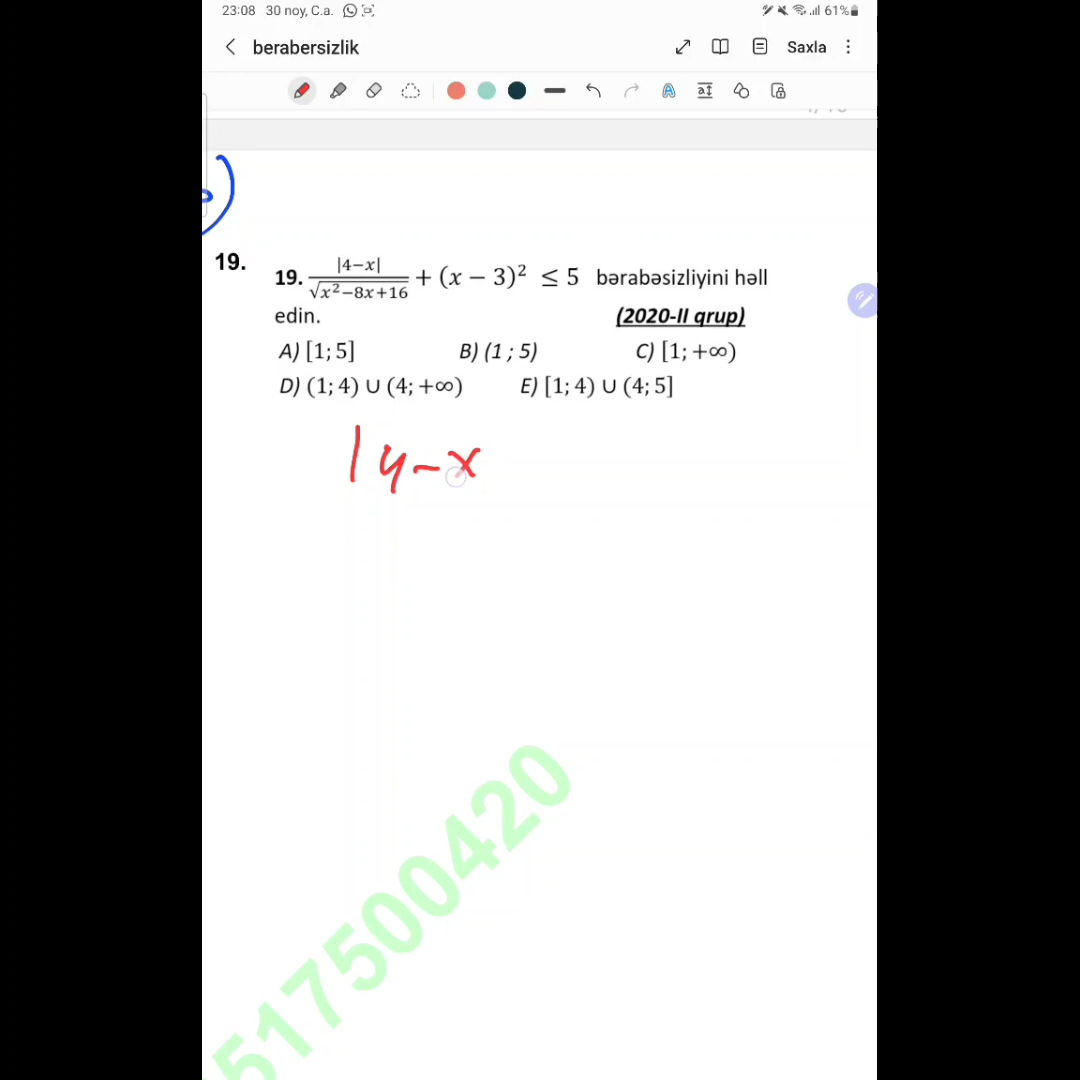 23:08 30 noy, C.a. 61%
berabersizlik Saxla
19.
19. |4−x| / √x²−8x+16 + (x − 3)² ≤ 5 bərabəsizliyini həll
edin. (2020-II qrup)
A) [1; 5] B) (1 ; 5) C) [1; +∞)
D) (1; 4) ∪ (4; +∞) E) [1; 4) ∪ (4; 5]
|4−x
517500420